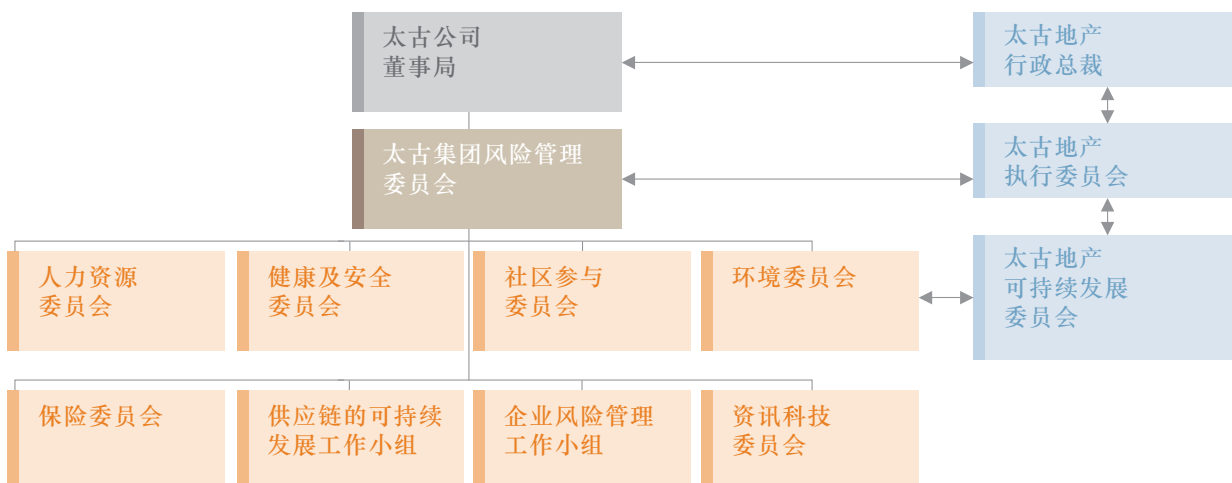 太古公司
董事局
太古地产
行政总裁
太古集团风险管理
委员会
太古地产
执行委员会
人力资源
委员会
健康及安全
委员会
社区参与
委员会
环境委员会
太古地产
可持续发展
委员会
保险委员会
供应链的可持续
发展工作小组
企业风险管理
工作小组
资讯科技
委员会